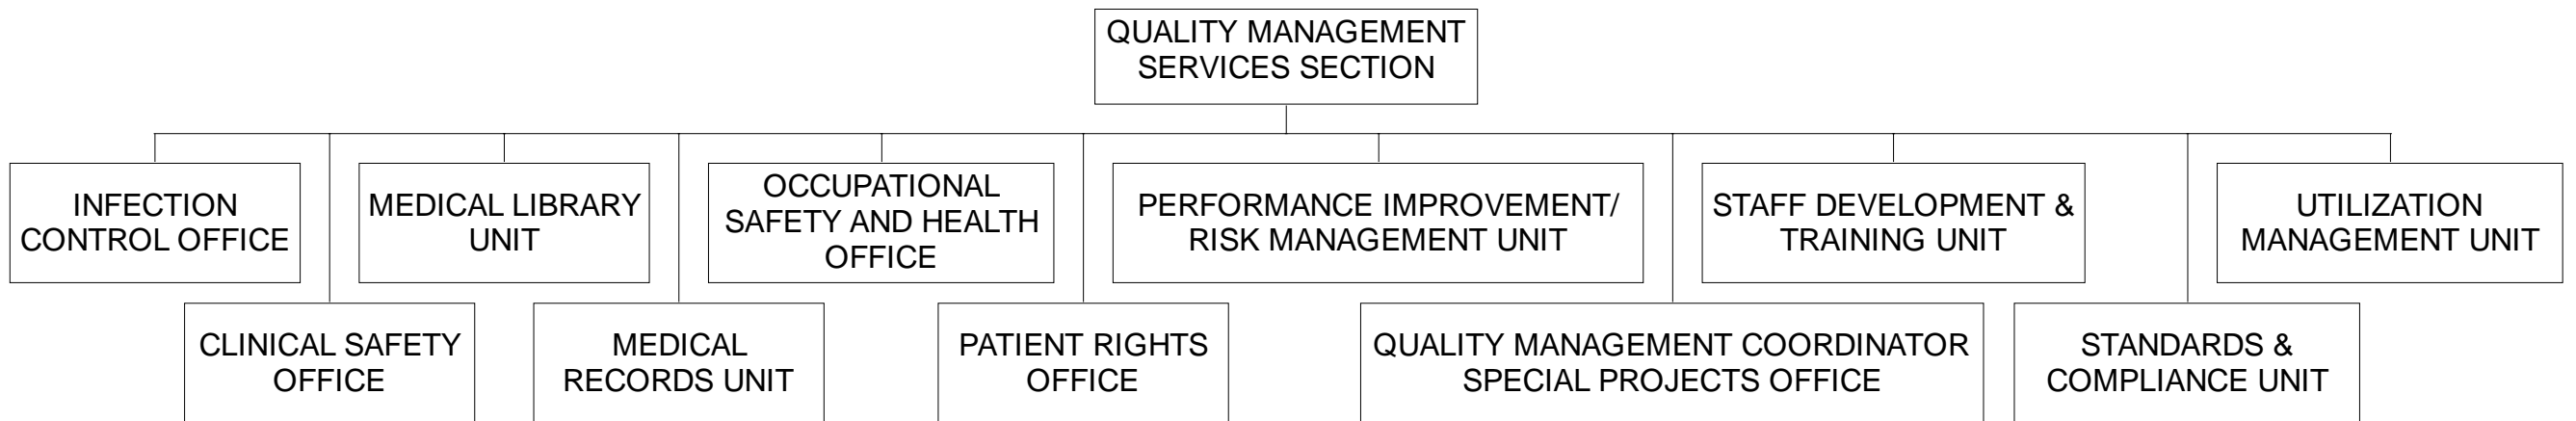 QUALITY MANAGEMENT
SERVICES SECTION
INFECTION
CONTROL OFFICE
MEDICAL LIBRARY
UNIT
OCCUPATIONAL
SAFETY AND HEALTH
OFFICE
PERFORMANCE IMPROVEMENT/
RISK MANAGEMENT UNIT
STAFF DEVELOPMENT &
TRAINING UNIT
UTILIZATION
MANAGEMENT UNIT
CLINICAL SAFETY
OFFICE
MEDICAL
RECORDS UNIT
PATIENT RIGHTS
OFFICE
QUALITY MANAGEMENT COORDINATOR
SPECIAL PROJECTS OFFICE
STANDARDS &
COMPLIANCE UNIT